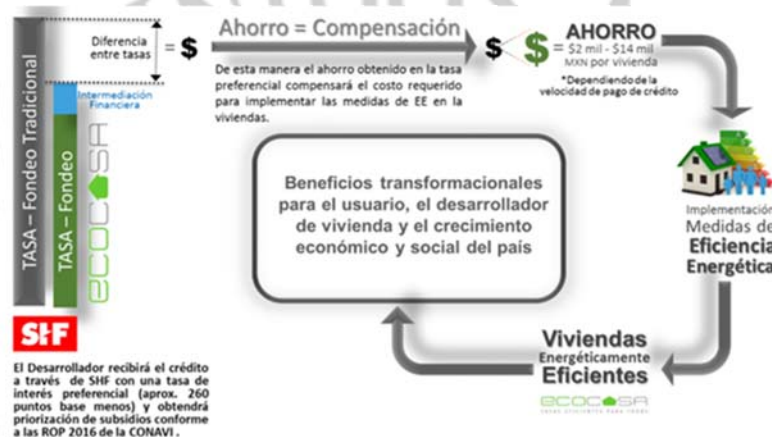 TASA – Fondeo Tradicional
Diferencia
entre tasas
= $
Intermediación
Financiera
TASA – Fondeo
ECOCASA
Ahorro = Compensación
De esta manera el ahorro obtenido en la tasa
preferencial compensará el costo requerido
para implementar las medidas de EE en la
viviendas.
$
$
AHORRO
= $2 mil - $14 mil
MXN por vivienda
*Dependiendo de la
velocidad de pago de crédito
Implementación
Medidas de
Eficiencia
Energética
Beneficios transformacionales
para el usuario, el desarrollador
de vivienda y el crecimiento
económico y social del país
Viviendas
Energéticamente
Eficientes
ECOCASA
CASAS EFICIENTES PARA TODOS
SHF
El Desarrollador recibirá el crédito
a través de SHF con una tasa de
interés preferencial (aprox. 260
puntos base menos) y obtendrá
priorización de subsidios conforme
a las ROP 2016 de la CONAVI .